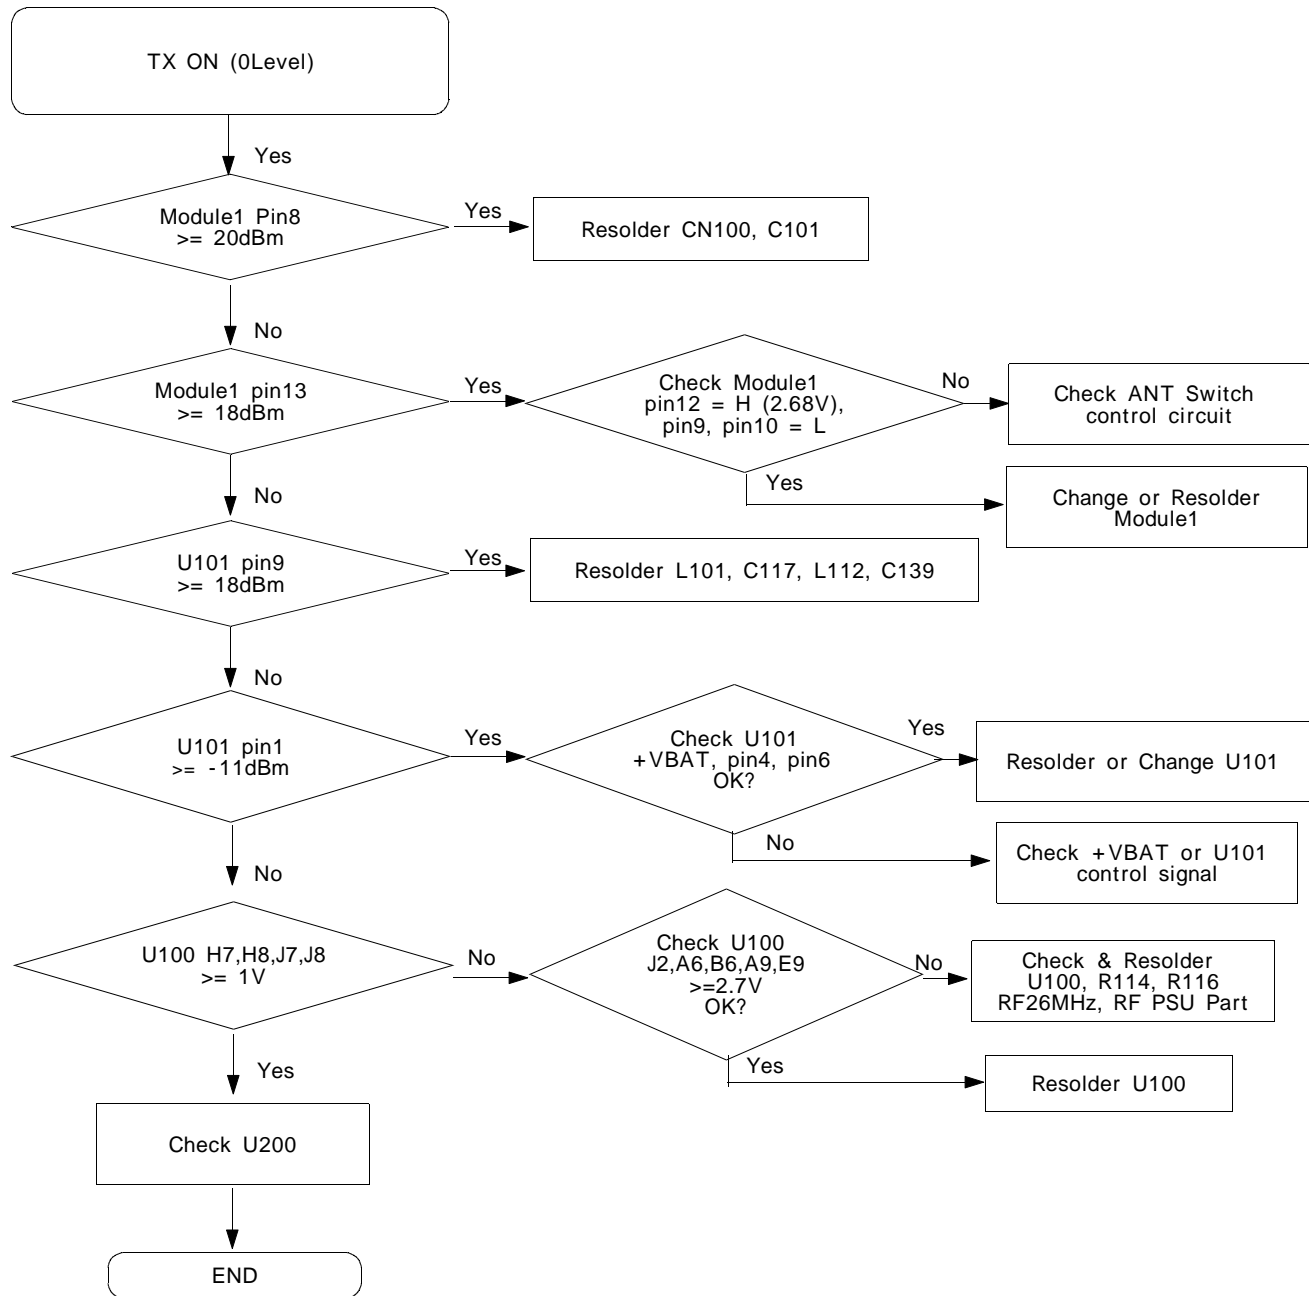 TX ON (0Level)
Yes
Module1 Pin8
>= 20dBm
Yes
Resolder CN100, C101
No
Module1 pin13
>= 18dBm
Yes
Check Module1
pin12 = H (2.68V),
pin9, pin10 = L
No
Check ANT Switch
control circuit
Yes
Change or Resolder
Module1
No
U101 pin9
>= 18dBm
Yes
Resolder L101, C117, L112, C139
No
U101 pin1
>= -11dBm
Yes
Check U101
+VBAT, pin4, pin6
OK?
Yes
Resolder or Change U101
No
Check +VBAT or U101
control signal
No
U100 H7,H8,J7,J8
>= 1V
No
Check U100
J2,A6,B6,A9,E9
>=2.7V
OK?
No
Check & Resolder
U100, R114, R116
RF26MHz, RF PSU Part
Yes
Resolder U100
Yes
Check U200
END